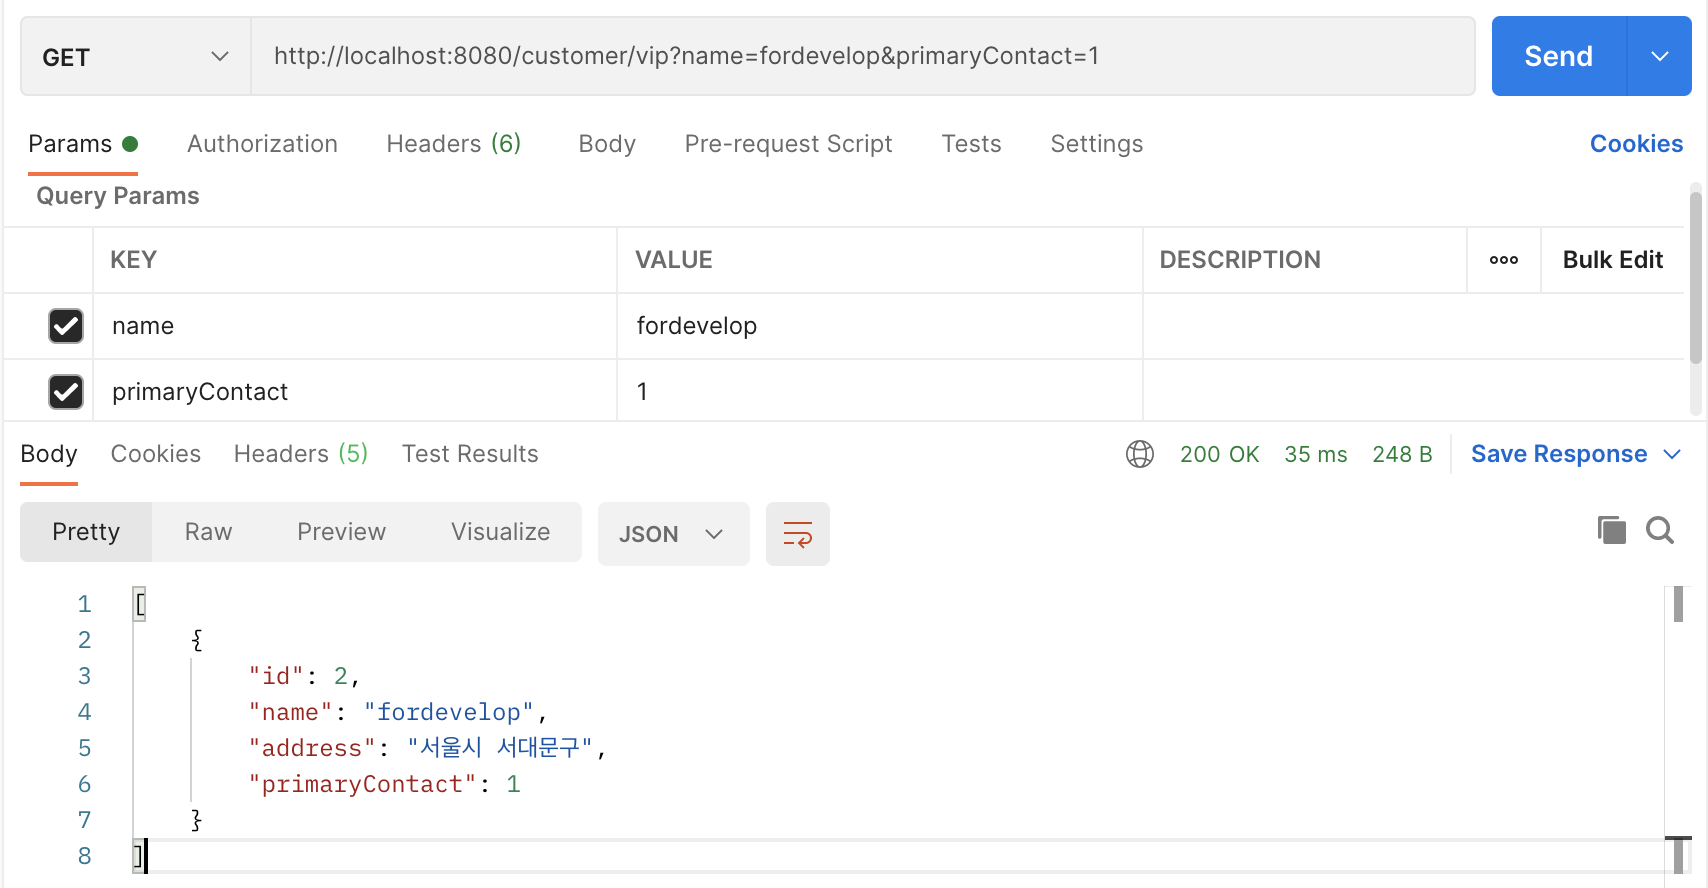 GET http://localhost:8080/customer/vip?name=fordevelop&primaryContact=1 Send
Params Authorization Headers (6) Body Pre-request Script Tests Settings Cookies
Query Params
KEY VALUE DESCRIPTION Bulk Edit
name fordevelop
primaryContact 1
Body Cookies Headers (5) Test Results 200 OK 35 ms 248 B Save Response
Pretty Raw Preview Visualize JSON
1 [
2 {
3 "id": 2,
4 "name": "fordevelop",
5 "address": "서울시 서대문구",
6 "primaryContact": 1
7 }
8 ]